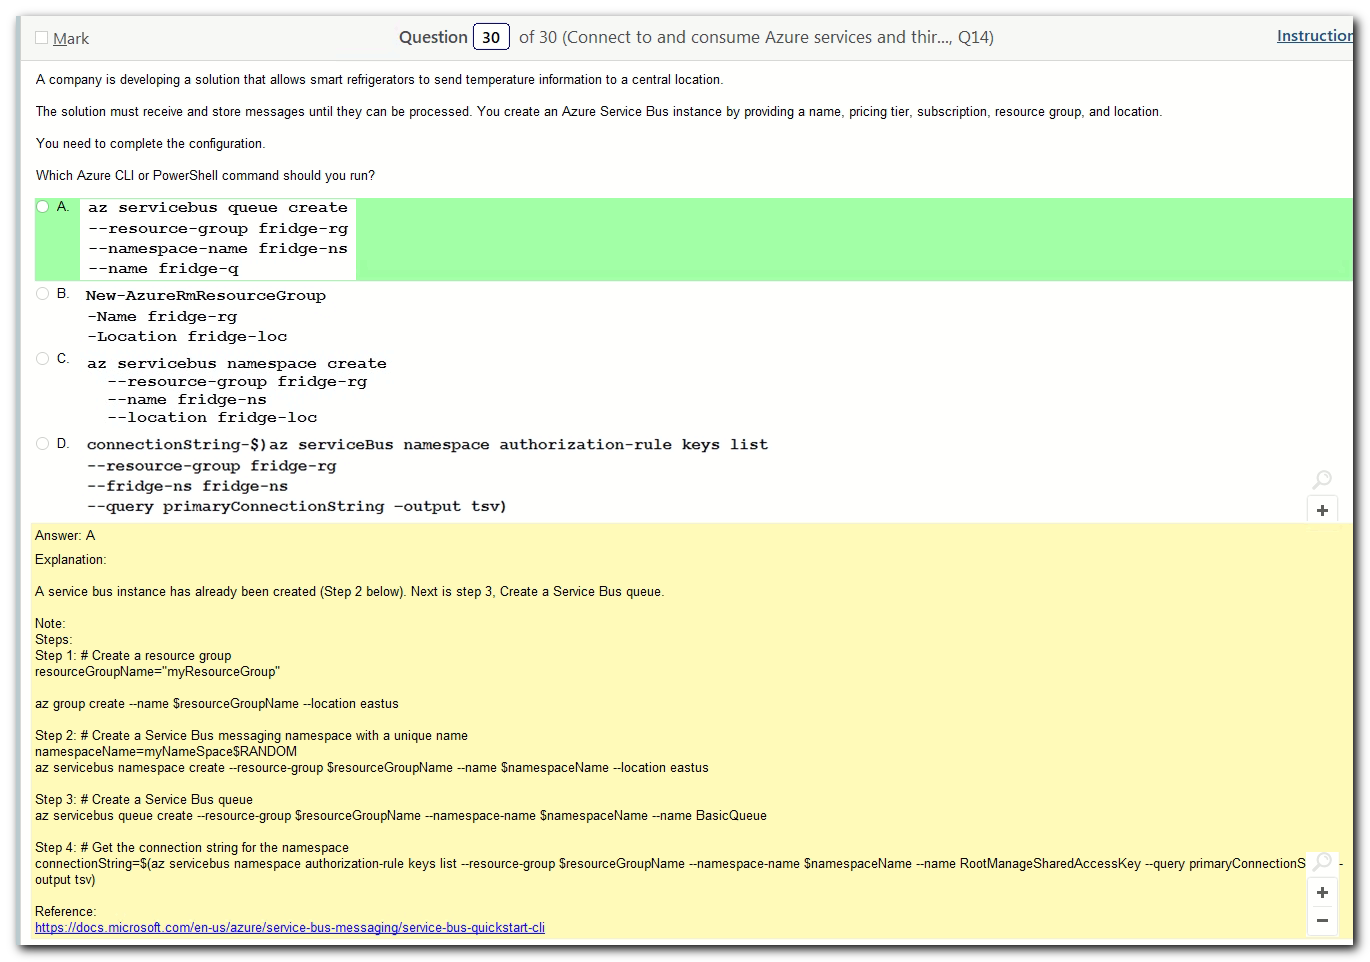 Mark
Question 30 of 30 (Connect to and consume Azure services and thir..., Q14)
Instruction
A company is developing a solution that allows smart refrigerators to send temperature information to a central location.
The solution must receive and store messages until they can be processed. You create an Azure Service Bus instance by providing a name, pricing tier, subscription, resource group, and location.
You need to complete the configuration.
Which Azure CLI or PowerShell command should you run?
A. az servicebus queue create
--resource-group fridge-rg
--namespace-name fridge-ns
--name fridge-q
B. New-AzureRmResourceGroup
-Name fridge-rg
-Location fridge-loc
C. az servicebus namespace create
--resource-group fridge-rg
--name fridge-ns
--location fridge-loc
D. connectionString-$)az serviceBus namespace authorization-rule keys list
--resource-group fridge-rg
--fridge-ns fridge-ns
--query primaryConnectionString –output tsv)
Answer: A
Explanation:
A service bus instance has already been created (Step 2 below). Next is step 3, Create a Service Bus queue.
Note:
Steps:
Step 1: # Create a resource group
resourceGroupName="myResourceGroup"
az group create --name $resourceGroupName --location eastus
Step 2: # Create a Service Bus messaging namespace with a unique name
namespaceName=myNameSpace$RANDOM
az servicebus namespace create --resource-group $resourceGroupName --name $namespaceName --location eastus
Step 3: # Create a Service Bus queue
az servicebus queue create --resource-group $resourceGroupName --namespace-name $namespaceName --name BasicQueue
Step 4: # Get the connection string for the namespace
connectionString=$(az servicebus namespace authorization-rule keys list --resource-group $resourceGroupName --namespace-name $namespaceName --name RootManageSharedAccessKey --query primaryConnectionS -
output tsv)
Reference:
https://docs.microsoft.com/en-us/azure/service-bus-messaging/service-bus-quickstart-cli